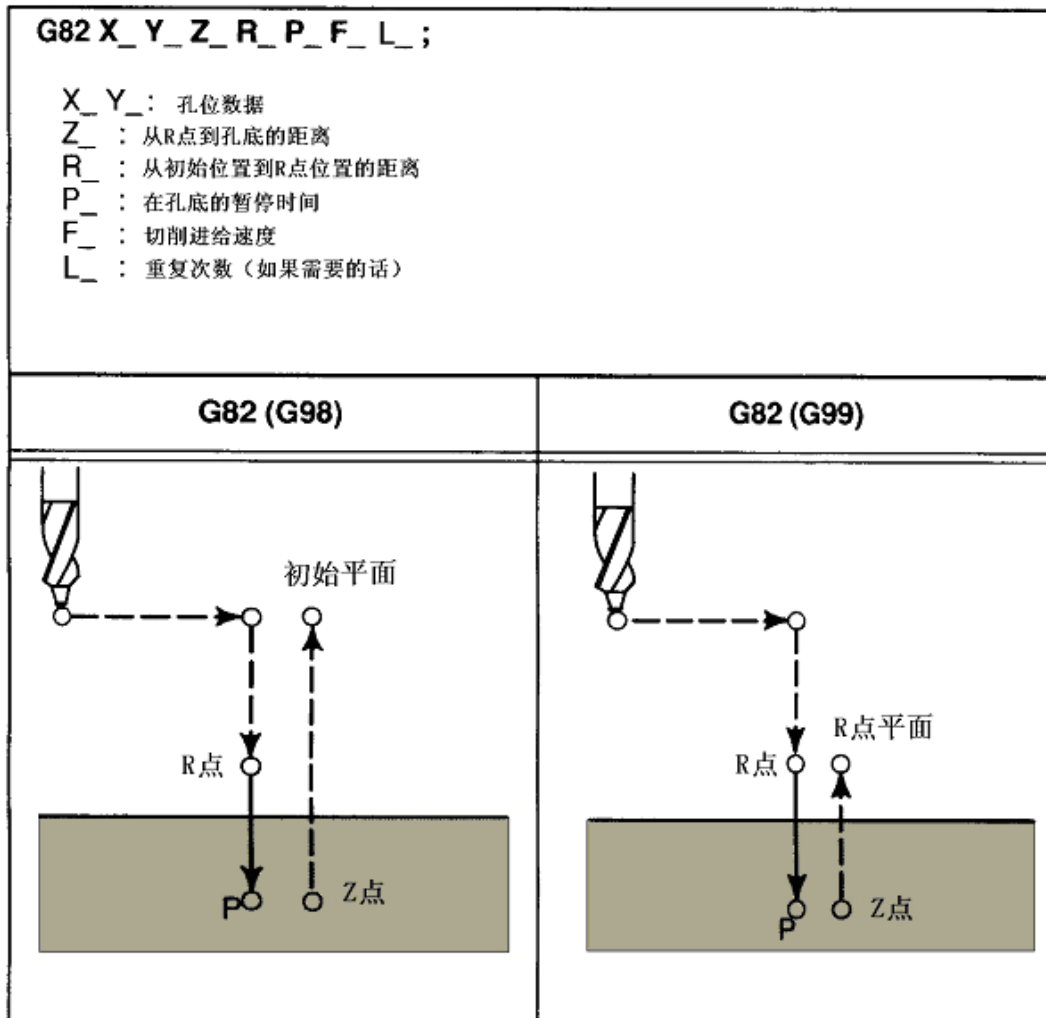 G82 X_ Y_ Z_ R_ P_ F_ L_ ;
X_ Y_: 孔位数据
Z_ : 从R点到孔底的距离
R_ : 从初始位置到R点位置的距离
P_ : 在孔底的暂停时间
F_ : 切削进给速度
L_ : 重复次数（如果需要的话）
G82 (G98)
G82 (G99)
初始平面
R点
P
Z点
R点平面
R点
P
Z点